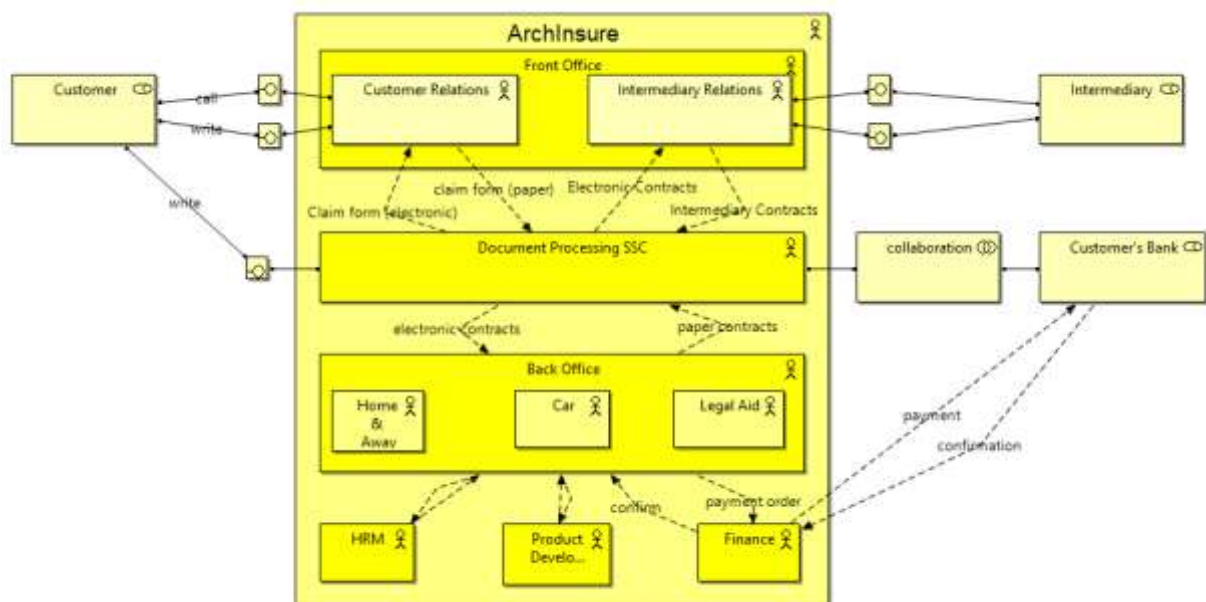 ArchInsure
Front Office
Customer
call
write
Customer Relations
Intermediary Relations
Intermediary
claim form (paper)
Electronic Contracts
write
Claim form (electronic)
Intermediary Contracts
Document Processing SSC
collaboration
Customer's Bank
electronic Contracts
paper contracts
Back Office
Home
&
Away
Car
Legal Aid
payment
confirmation
confirm
payment order
HRM
Product
Develo...
Finance